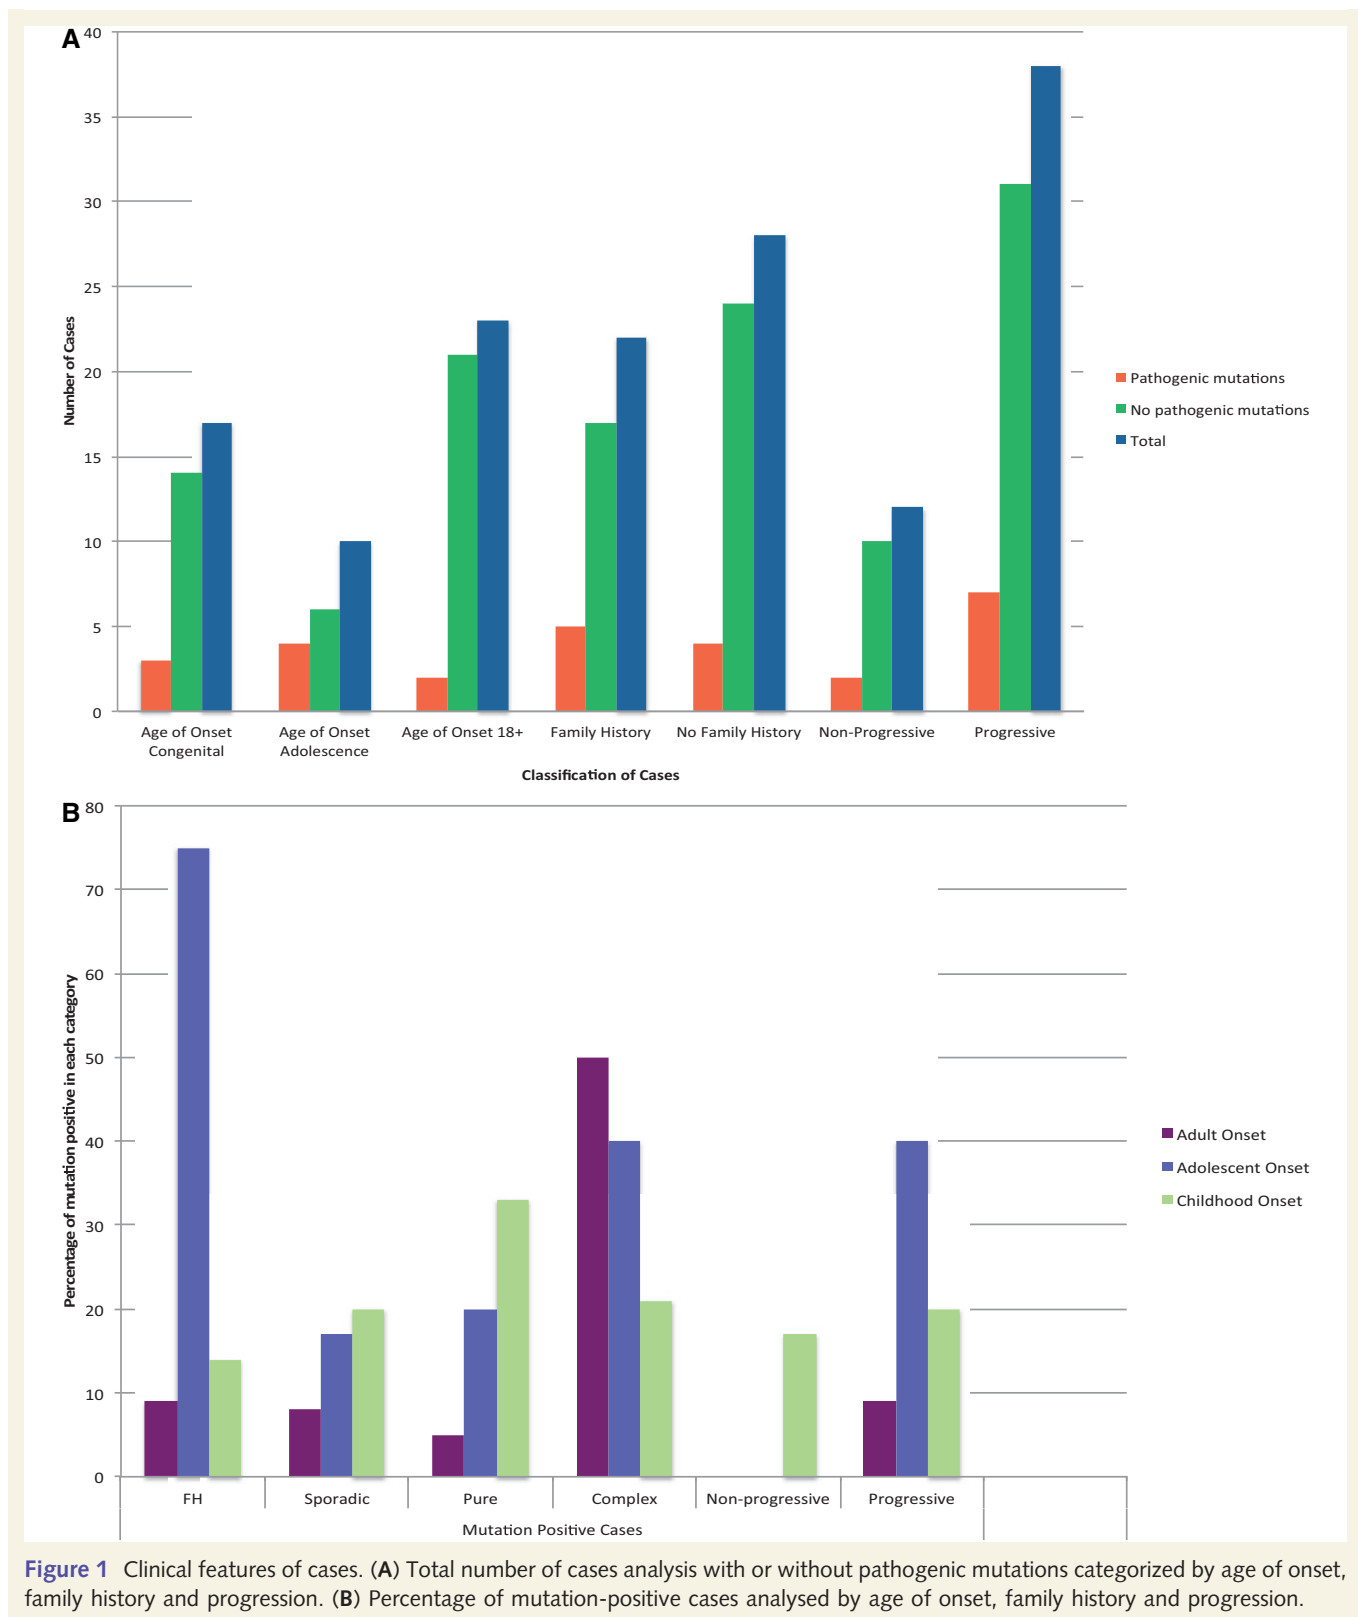 A
40
35
30
25
20
15
10
5
0
Number of Cases
Age of Onset Congenital
Age of Onset Adolescence
Age of Onset 18+
Family History
No Family History
Non-Progressive
Progressive
Classification of Cases
Pathogenic mutations
No pathogenic mutations
Total
B
80
70
60
50
40
30
20
10
0
Percentage of mutation positive in each category
FH
Sporadic
Pure
Complex
Non-progressive
Progressive
Mutation Positive Cases
Adult Onset
Adolescent Onset
Childhood Onset
Figure 1 Clinical features of cases. (A) Total number of cases analysis with or without pathogenic mutations categorized by age of onset,
family history and progression. (B) Percentage of mutation-positive cases analysed by age of onset, family history and progression.